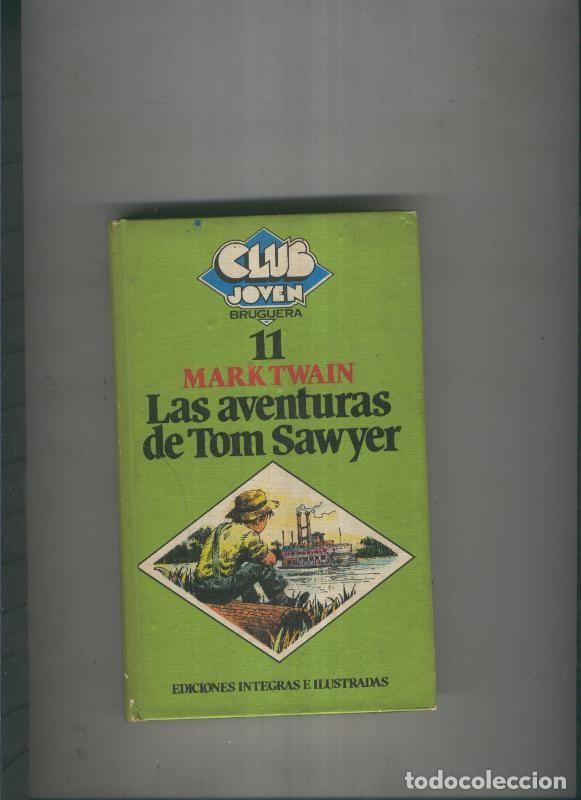 CLUB
JOVEN
BRUGUERA
11
MARK TWAIN
Las aventuras
de Tom Sawyer
EDICIONES INTEGRAS E ILUSTRADAS
todocoleccion